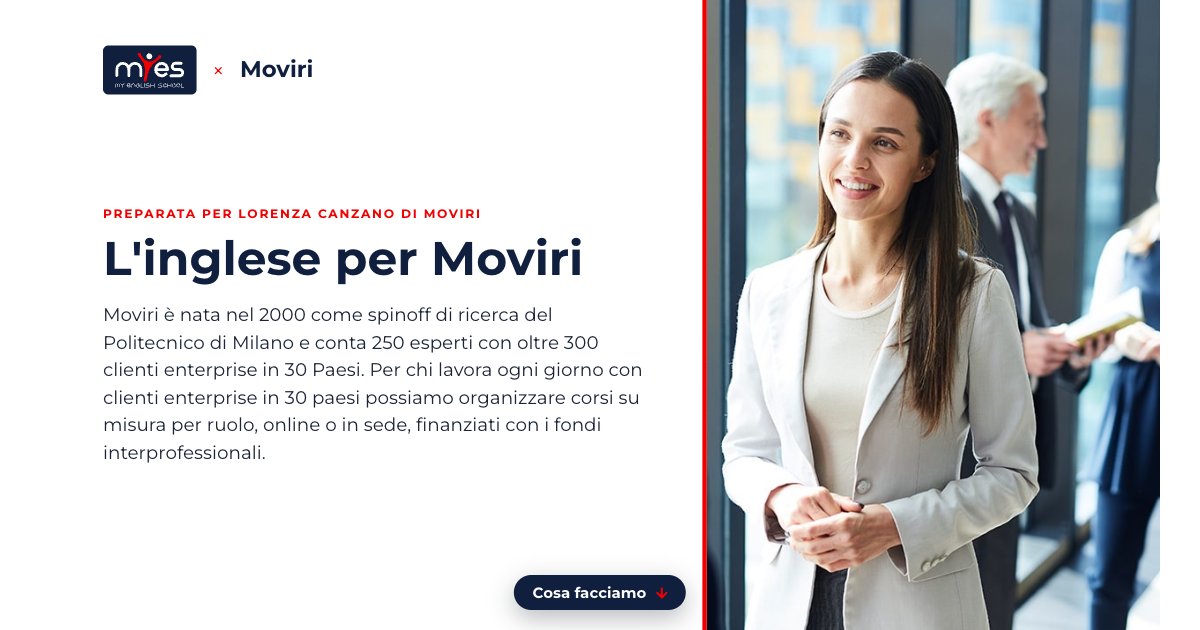 myes
MY ENGLISH SCHOOL
× Moviri
PREPARATA PER LORENZA CANZANO DI MOVIRI
L'inglese per Moviri
Moviri è nata nel 2000 come spinoff di ricerca del
Politecnico di Milano e conta 250 esperti con oltre 300
clienti enterprise in 30 Paesi. Per chi lavora ogni giorno con
clienti enterprise in 30 paesi possiamo organizzare corsi su
misura per ruolo, online o in sede, finanziati con i fondi
interprofessionali.
Cosa facciamo ↓